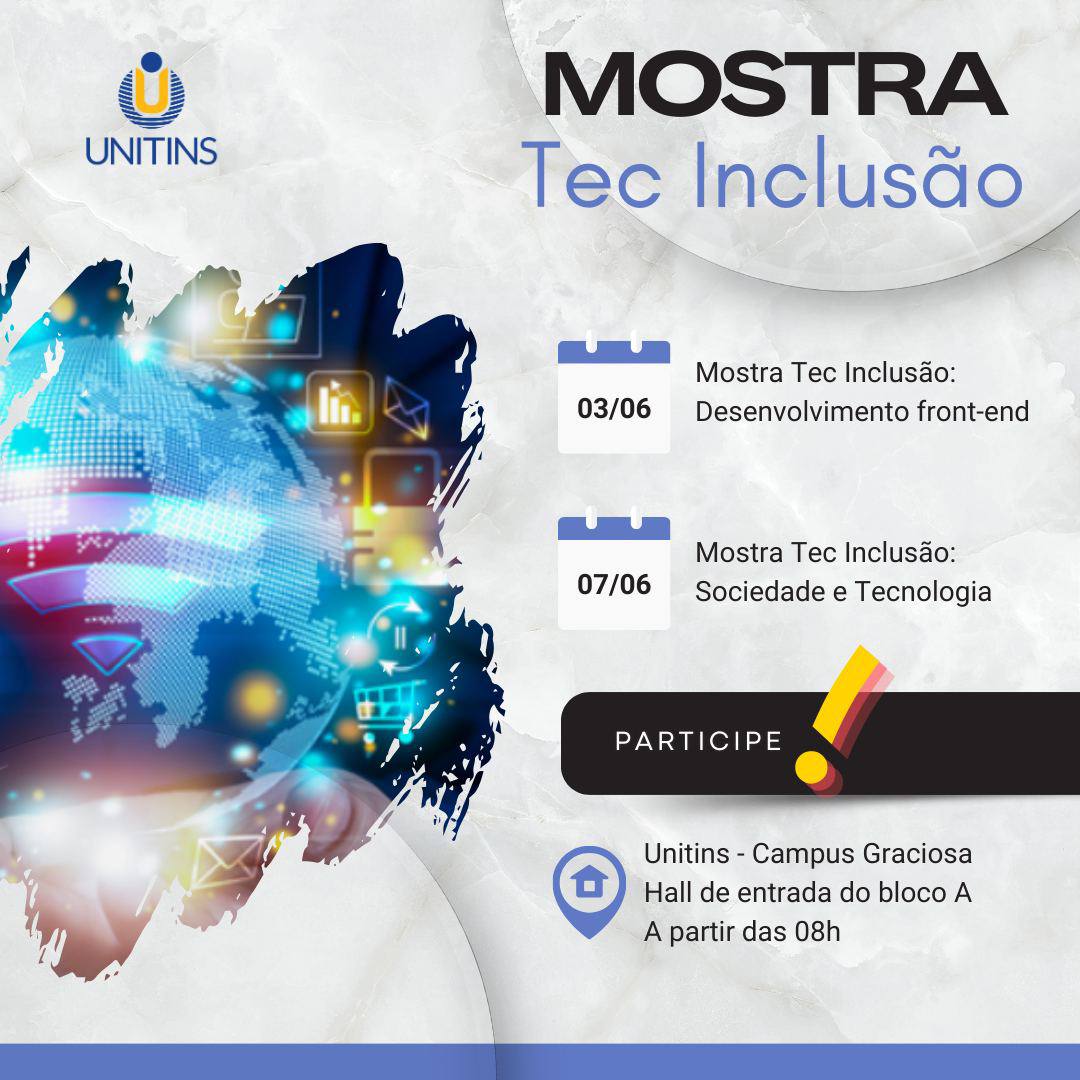 UNITINS
MOSTRA
Tec Inclusão
03/06
Mostra Tec Inclusão:
Desenvolvimento front-end
07/06
Mostra Tec Inclusão:
Sociedade e Tecnologia
PARTICIPE!
Unitins - Campus Graciosa
Hall de entrada do bloco A
A partir das 08h